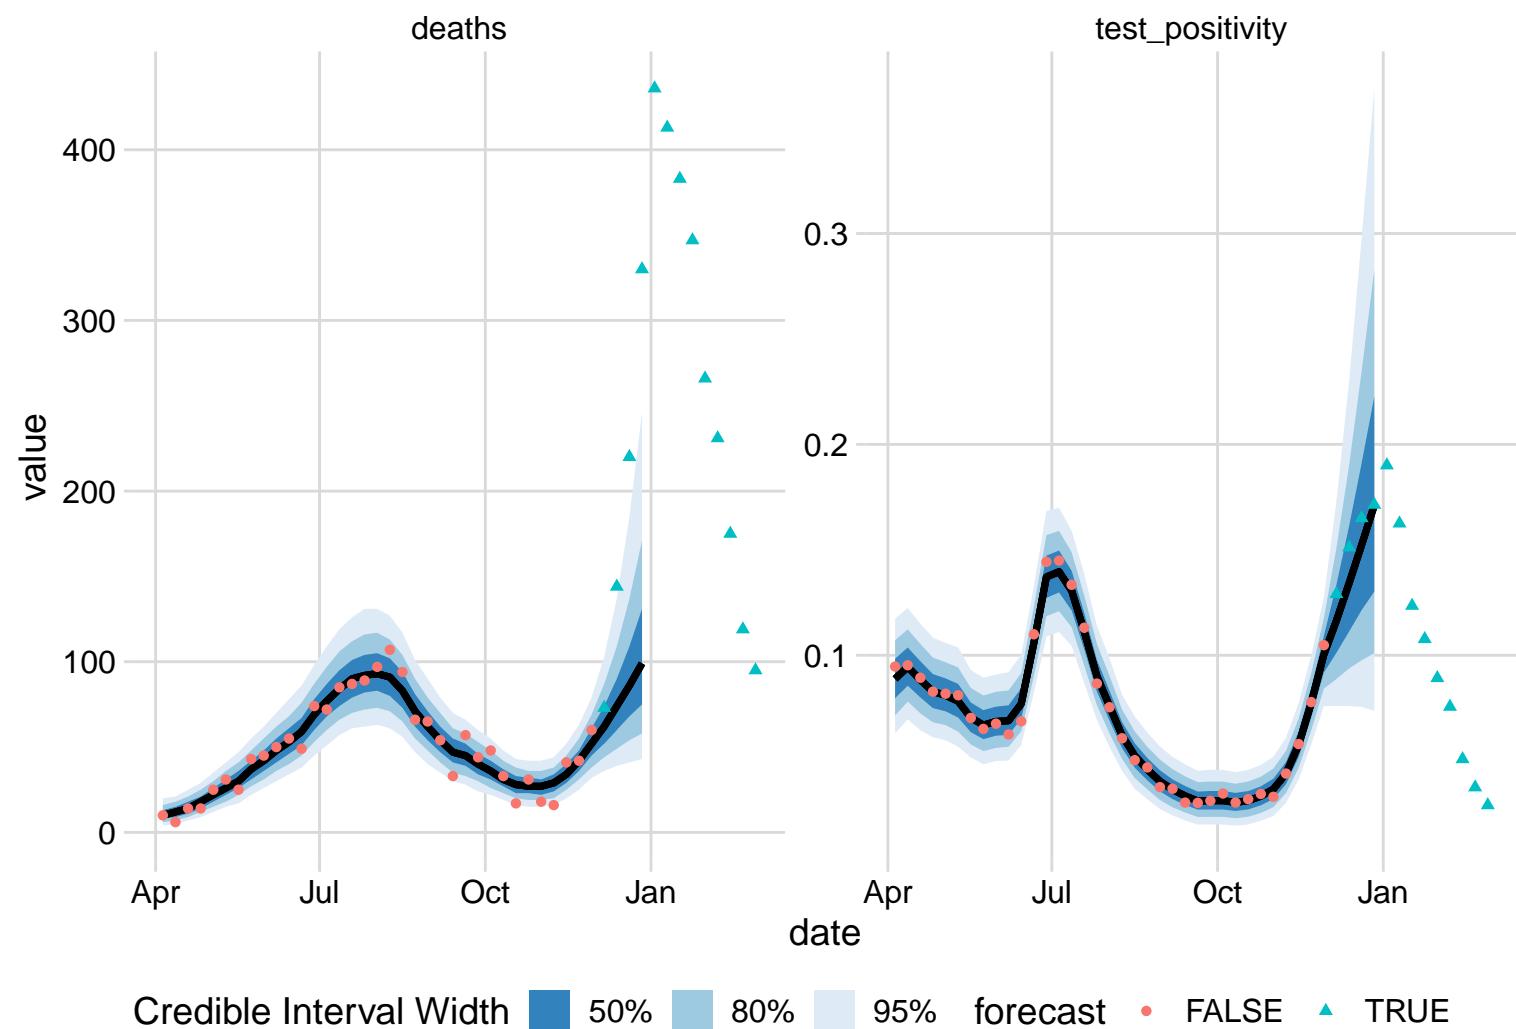 deaths
test_positivity
value
400
300
200
100
0
0.3
0.2
0.1
Apr Jul Oct Jan
Apr Jul Oct Jan
date
Credible Interval Width 50% 80% 95% forecast FALSE TRUE